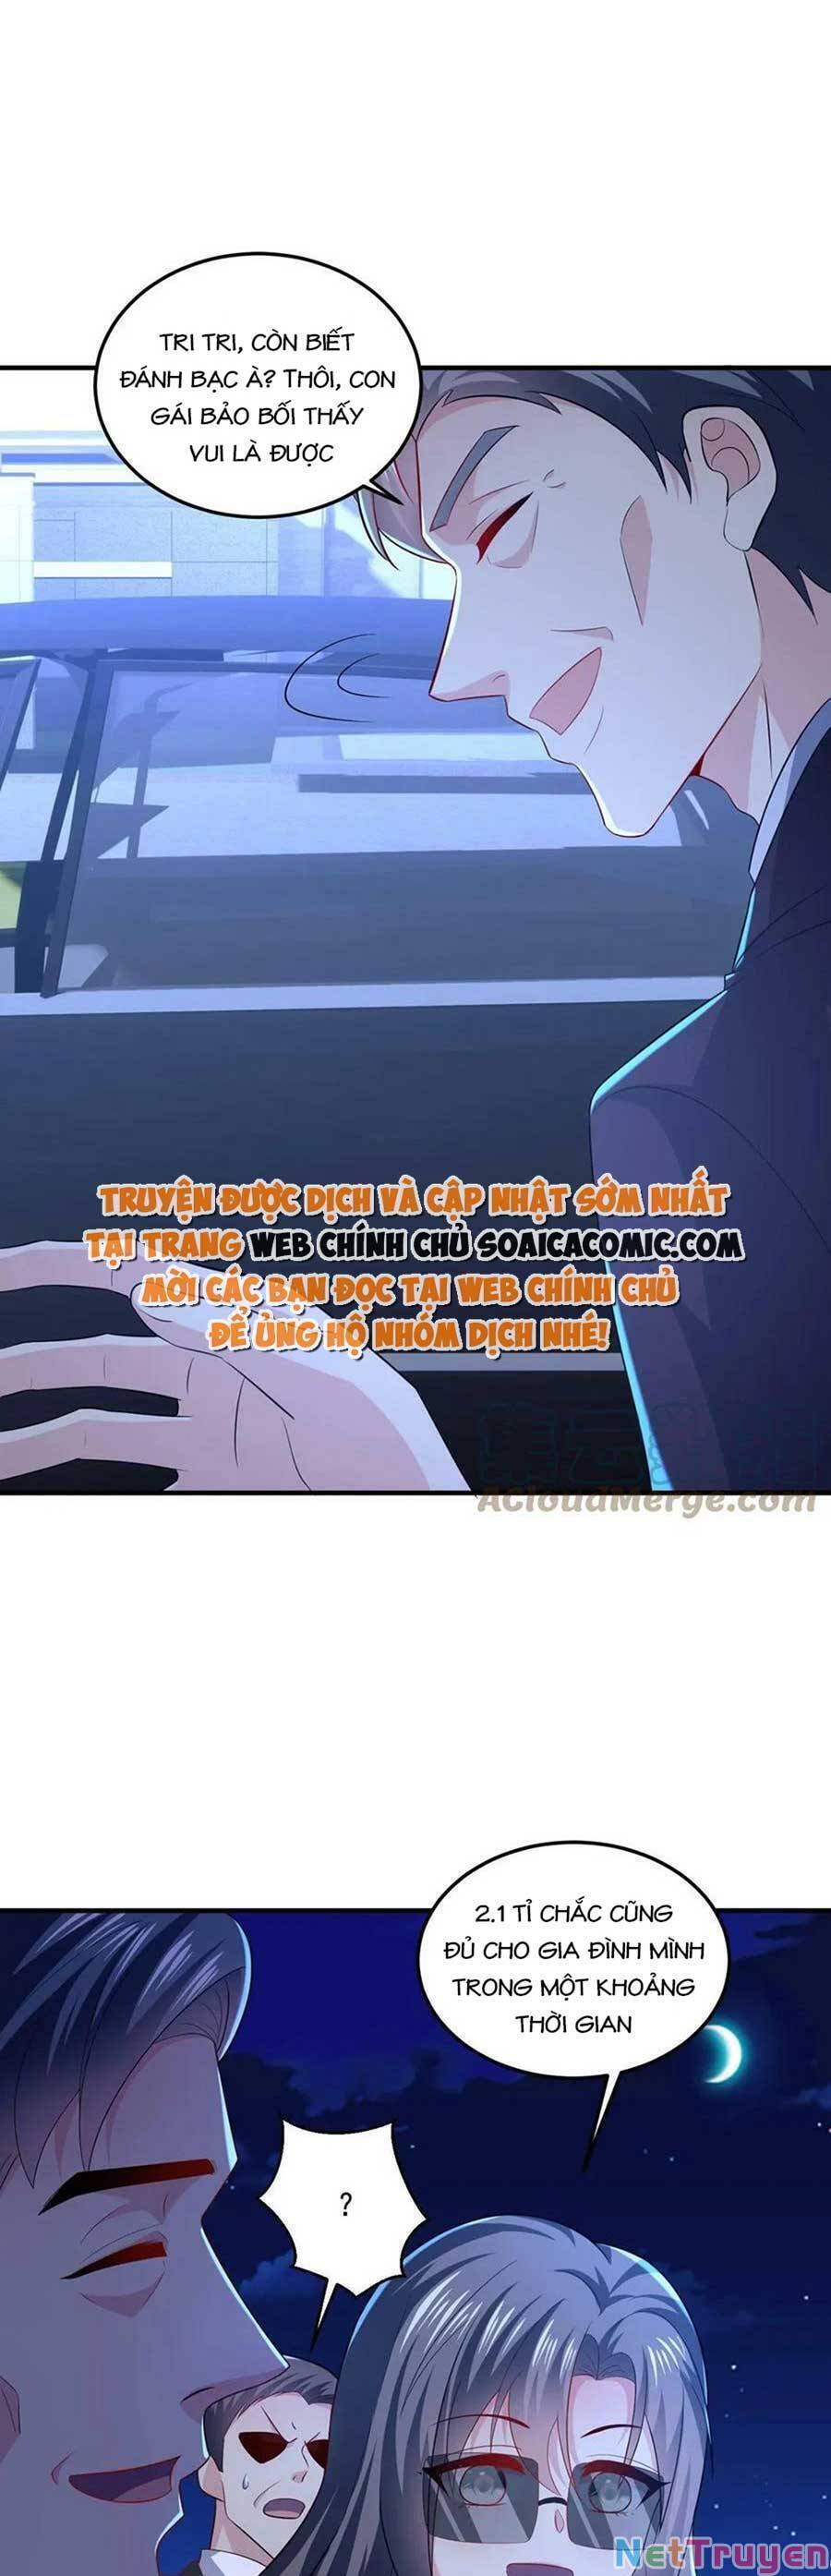 TRI TRI, CÒN BIẾT
ĐÁNH BẠC À? THÔI, CON
GÁI BẢO BỐI THẤY
VUI LÀ ĐƯỢC
TRUYỆN ĐƯỢC DỊCH VÀ CẬP NHẬT SỚM NHẤT
TẠI TRANG WEB CHÍNH CHỦ SOAICACOMIC.COM
MỜI CÁC BẠN ĐỌC TẠI WEB CHÍNH CHỦ
ĐỂ ỦNG HỘ NHÓM DỊCH NHÉ!
ACloudMerge.com
2.1 TỈ CHẮC CŨNG
ĐỦ CHO GIA ĐÌNH MÌNH
TRONG MỘT KHOẢNG
THỜI GIAN
?
NetTruyen